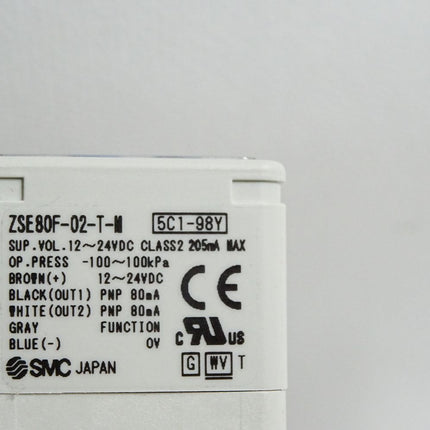 ZSE80F-02-T-M 5C1-98Y
SUP.VOL.12～24VDC CLASS2 205mA MAX
OP.PRESS -100～100kPa
BROWN(+) 12～24VDC
BLACK(OUT1) PNP 80mA
WHITE(OUT2) PNP 80mA
GRAY FUNCTION
BLUE(-) 0V
CE
c RU us
SMC JAPAN
G WV T